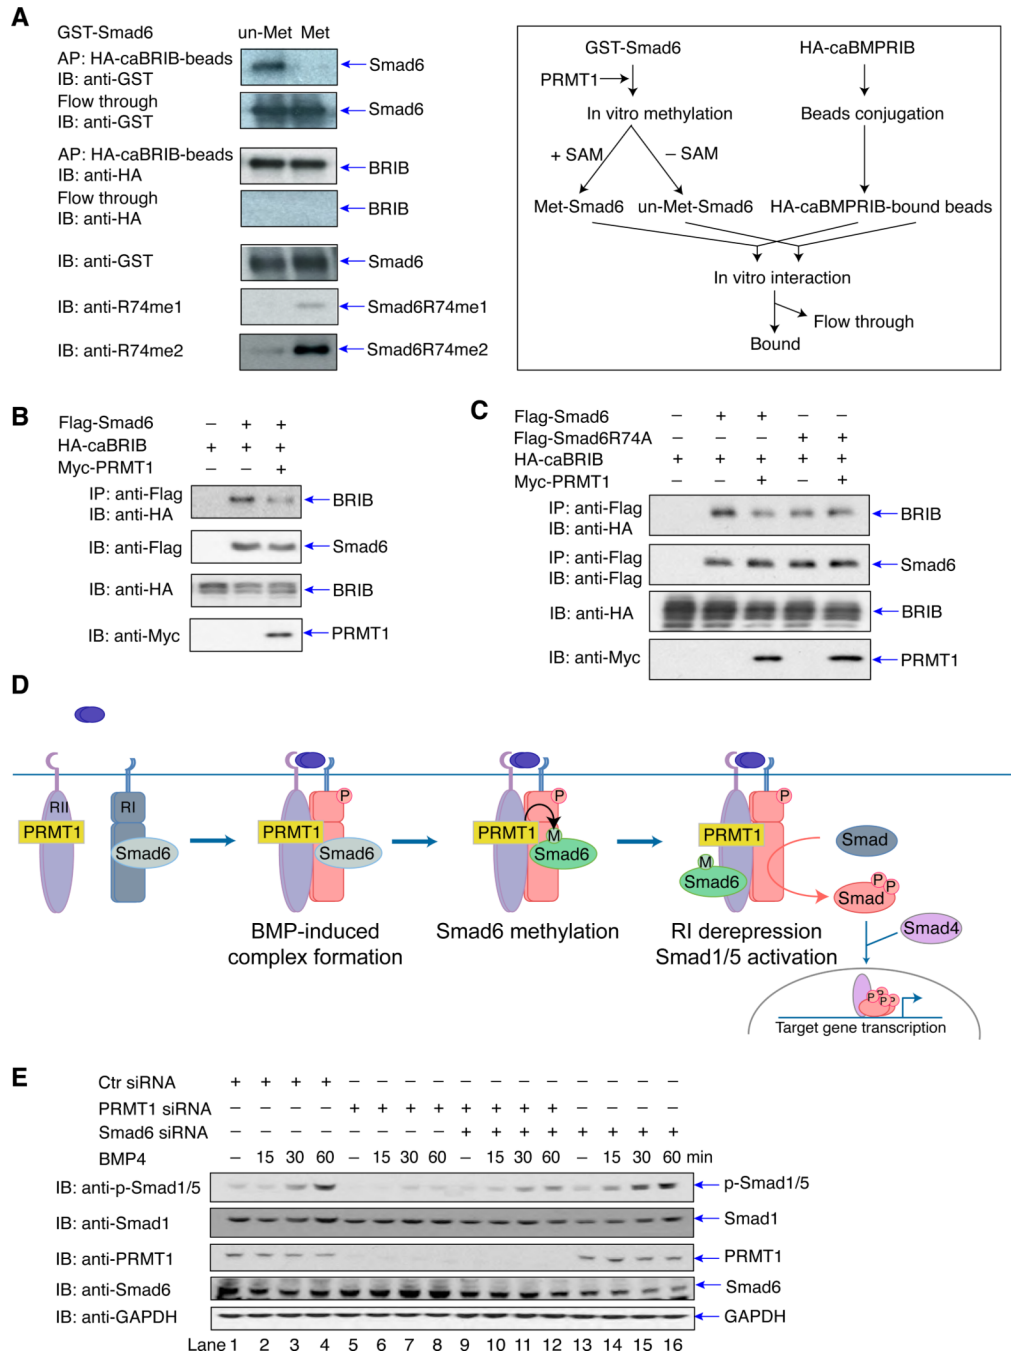 A
GST-Smad6 un-Met Met
AP: HA-caBRIB-beads
IB: anti-GST
Smad6
Flow through
IB: anti-GST
Smad6
AP: HA-caBRIB-beads
IB: anti-HA
BRIB
Flow through
IB: anti-HA
BRIB
IB: anti-GST
Smad6
IB: anti-R74me1
Smad6R74me1
IB: anti-R74me2
Smad6R74me2
GST-Smad6 HA-caBMPRIB
PRMT1
In vitro methylation Beads conjugation
+ SAM – SAM
Met-Smad6 un-Met-Smad6 HA-caBMPRIB-bound beads
In vitro interaction
Flow through
Bound
B
Flag-Smad6 – + +
HA-caBRIB + + +
Myc-PRMT1 – – +
IP: anti-Flag
IB: anti-HA
BRIB
IB: anti-Flag
Smad6
IB: anti-HA
BRIB
IB: anti-Myc
PRMT1
C
Flag-Smad6 – + + – –
Flag-Smad6R74A – – – + +
HA-caBRIB + + + + +
Myc-PRMT1 – – + – +
IP: anti-Flag
IB: anti-HA
BRIB
IP: anti-Flag
IB: anti-Flag
Smad6
IB: anti-HA
BRIB
IB: anti-Myc
PRMT1
D
RII RI
PRMT1
Smad6
P
PRMT1
Smad6
BMP-induced
complex formation
P
PRMT1
M
Smad6
Smad6 methylation
P
PRMT1
M
Smad6
Smad
P P
Smad
RI derepression
Smad1/5 activation
Smad4
P P P P
Target gene transcription
E
Ctr siRNA + + + + – – – – – – – – – – – –
PRMT1 siRNA – – – – + + + + + + + + – – – –
Smad6 siRNA – – – – – – – – + + + + + + + +
BMP4 – 15 30 60 – 15 30 60 – 15 30 60 – 15 30 60 min
IB: anti-p-Smad1/5
p-Smad1/5
IB: anti-Smad1
Smad1
IB: anti-PRMT1
PRMT1
IB: anti-Smad6
Smad6
IB: anti-GAPDH
GAPDH
Lane 1 2 3 4 5 6 7 8 9 10 11 12 13 14 15 16